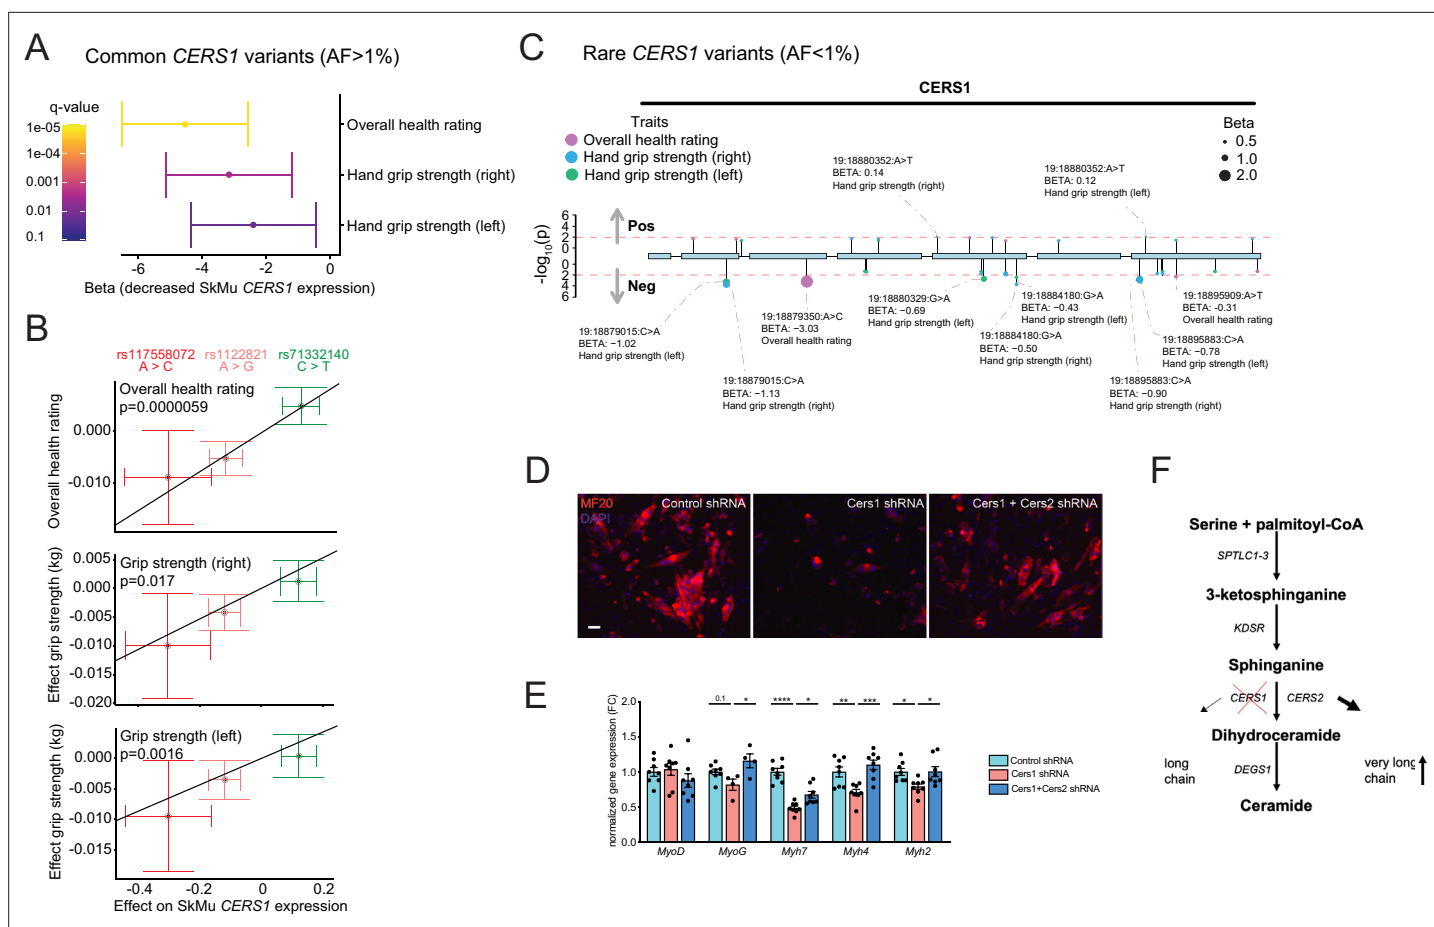 A
Common CERS1 variants (AF>1%)
q-value
1e-05
1e-04
0.001
0.01
0.1
Overall health rating
Hand grip strength (right)
Hand grip strength (left)
-6
-4
-2
0
Beta (decreased SkMu CERS1 expression)
B
rs117558072
A > C
rs1122821
A > G
rs71332140
C > T
Overall health rating
p=0.0000059
0.000
-0.010
Overall health rating
Grip strength (right)
p=0.017
0.005
0.000
-0.005
-0.010
-0.015
-0.020
Effect grip strength (kg)
Grip strength (left)
p=0.0016
0.000
-0.005
-0.010
-0.015
Effect grip strength (kg)
-0.4
-0.2
0
0.2
Effect on SkMu CERS1 expression
C
Rare CERS1 variants (AF<1%)
CERS1
Traits
Overall health rating
Hand grip strength (right)
Hand grip strength (left)
Beta
0.5
1.0
2.0
19:18880352:A>T
BETA: 0.14
Hand grip strength (right)
19:18880352:A>T
BETA: 0.12
Hand grip strength (left)
-log10(p)
6
4
2
0
0
2
4
6
Pos
Neg
19:18879015:C>A
BETA: −1.02
Hand grip strength (left)
19:18879015:C>A
BETA: −1.13
Hand grip strength (right)
19:18879350:A>C
BETA: −3.03
Overall health rating
19:18880329:G>A
BETA: −0.69
Hand grip strength (left)
19:18884180:G>A
BETA: −0.50
Hand grip strength (right)
19:18884180:G>A
BETA: −0.43
Hand grip strength (left)
19:18895909:A>T
BETA: -0.31
Overall health rating
19:18895883:C>A
BETA: −0.78
Hand grip strength (left)
19:18895883:C>A
BETA: −0.90
Hand grip strength (right)
D
MF20
DAPI
Control shRNA
Cers1 shRNA
Cers1 + Cers2 shRNA
E
normalized gene expression (FC)
2.0
1.5
1.0
0.5
0.0
0.1
*
****
*
**
***
*
*
MyoD
MyoG
Myh7
Myh4
Myh2
Control shRNA
Cers1 shRNA
Cers1+Cers2 shRNA
F
Serine + palmitoyl-CoA
SPTLC1-3
3-ketosphinganine
KDSR
Sphinganine
CERS1
CERS2
Dihydroceramide
long
chain
DEGS1
very long
chain
Ceramide